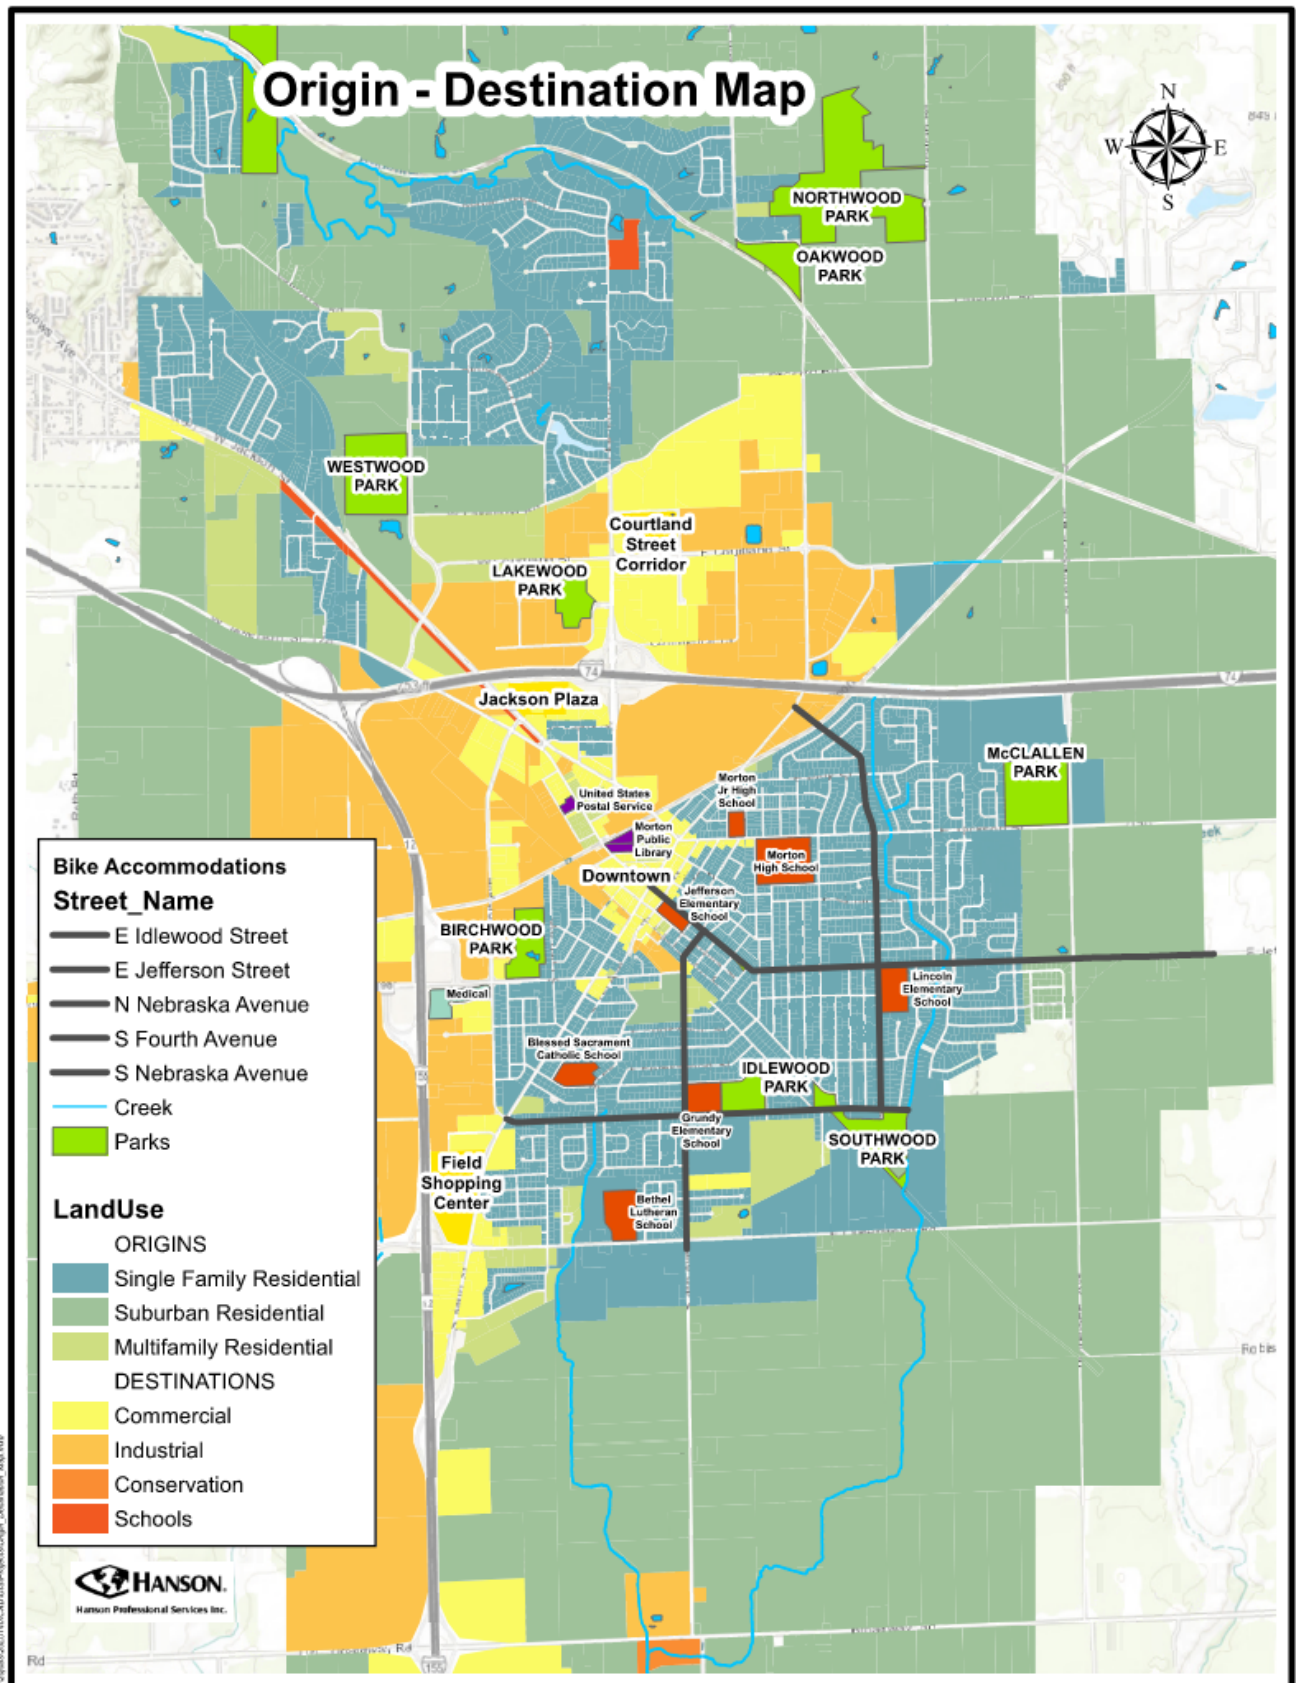 Origin - Destination Map
N
W
E
S
NORTHWOOD
PARK
OAKWOOD
PARK
WESTWOOD
PARK
Courtland
Street
Corridor
LAKEWOOD
PARK
74
74
Jackson Plaza
McCLALLEN
PARK
Morton
Jr High
School
United States
Postal Service
Morton
Public
Library
Morton
High School
Downtown
Jefferson
Elementary
School
BIRCHWOOD
PARK
Medical
Lincoln
Elementary
School
Blessed Sacrament
Catholic School
IDLEWOOD
PARK
Grundy
Elementary
School
SOUTHWOOD
PARK
Field
Shopping
Center
Bethel
Lutheran
School
Bike Accommodations
Street_Name
E Idlewood Street
E Jefferson Street
N Nebraska Avenue
S Fourth Avenue
S Nebraska Avenue
Creek
Parks
LandUse
ORIGINS
Single Family Residential
Suburban Residential
Multifamily Residential
DESTINATIONS
Commercial
Industrial
Conservation
Schools
HANSON
Hanson Professional Services Inc.
Rd
155